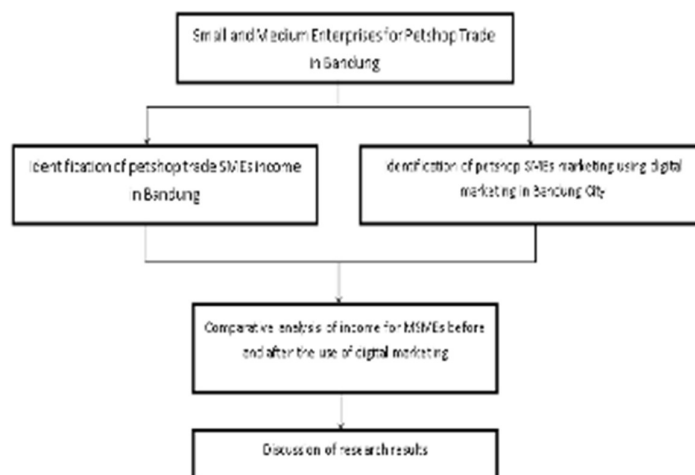 Small and Medium Enterprises for Petshop Trade
in Bandung
Identification of petshop trade SMEs income
in Bandung
Identification of petshop SMEs marketing using digital
marketing in Bandung City
Comparative analysis of income for MSMEs before
and after the use of digital marketing
Discussion of research results